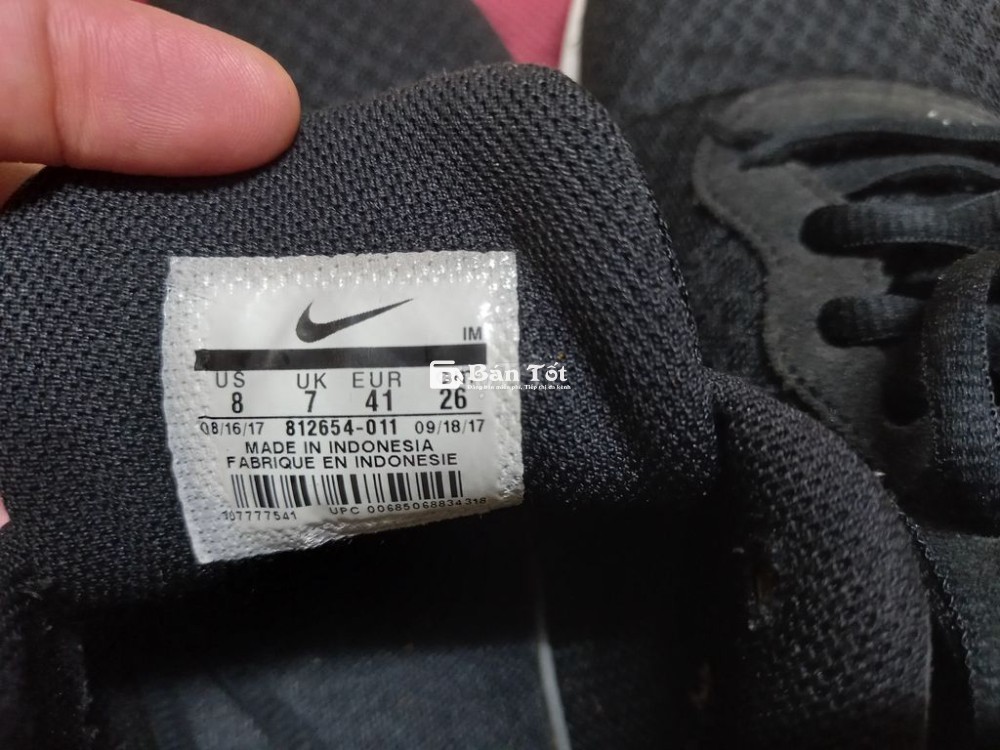 IM
US UK EUR
8 7 41 26
08/16/17 812654-011 09/18/17
MADE IN INDONESIA
FABRIQUE EN INDONESIE
UPC 00685068834318
Bán Tốt